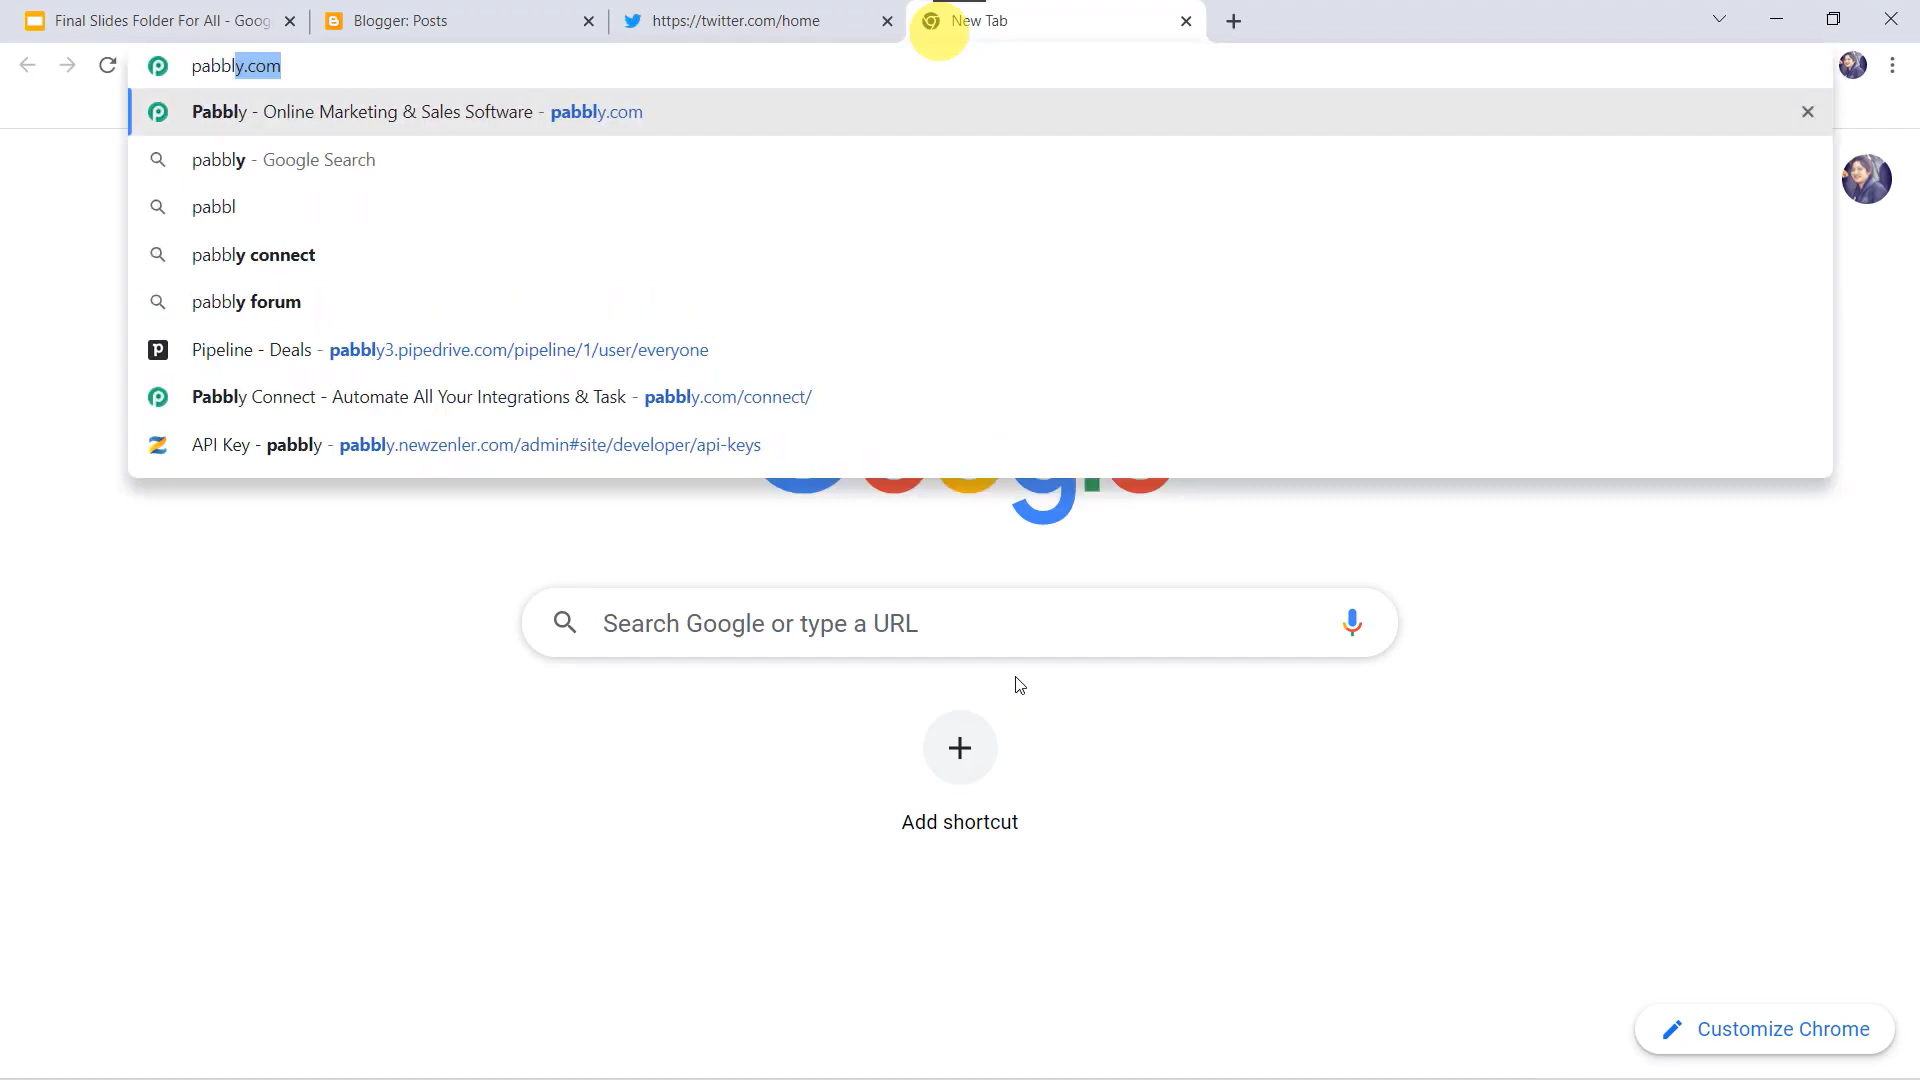 Final Slides Folder For All - Goog
Blogger: Posts
https://twitter.com/home
New Tab
pabbly.com
Pabbly - Online Marketing & Sales Software - pabbly.com
pabbly - Google Search
pabbl
pabbly connect
pabbly forum
Pipeline - Deals - pabbly3.pipedrive.com/pipeline/1/user/everyone
Pabbly Connect - Automate All Your Integrations & Task - pabbly.com/connect/
API Key - pabbly - pabbly.newzenler.com/admin#site/developer/api-keys
Search Google or type a URL
Add shortcut
Customize Chrome